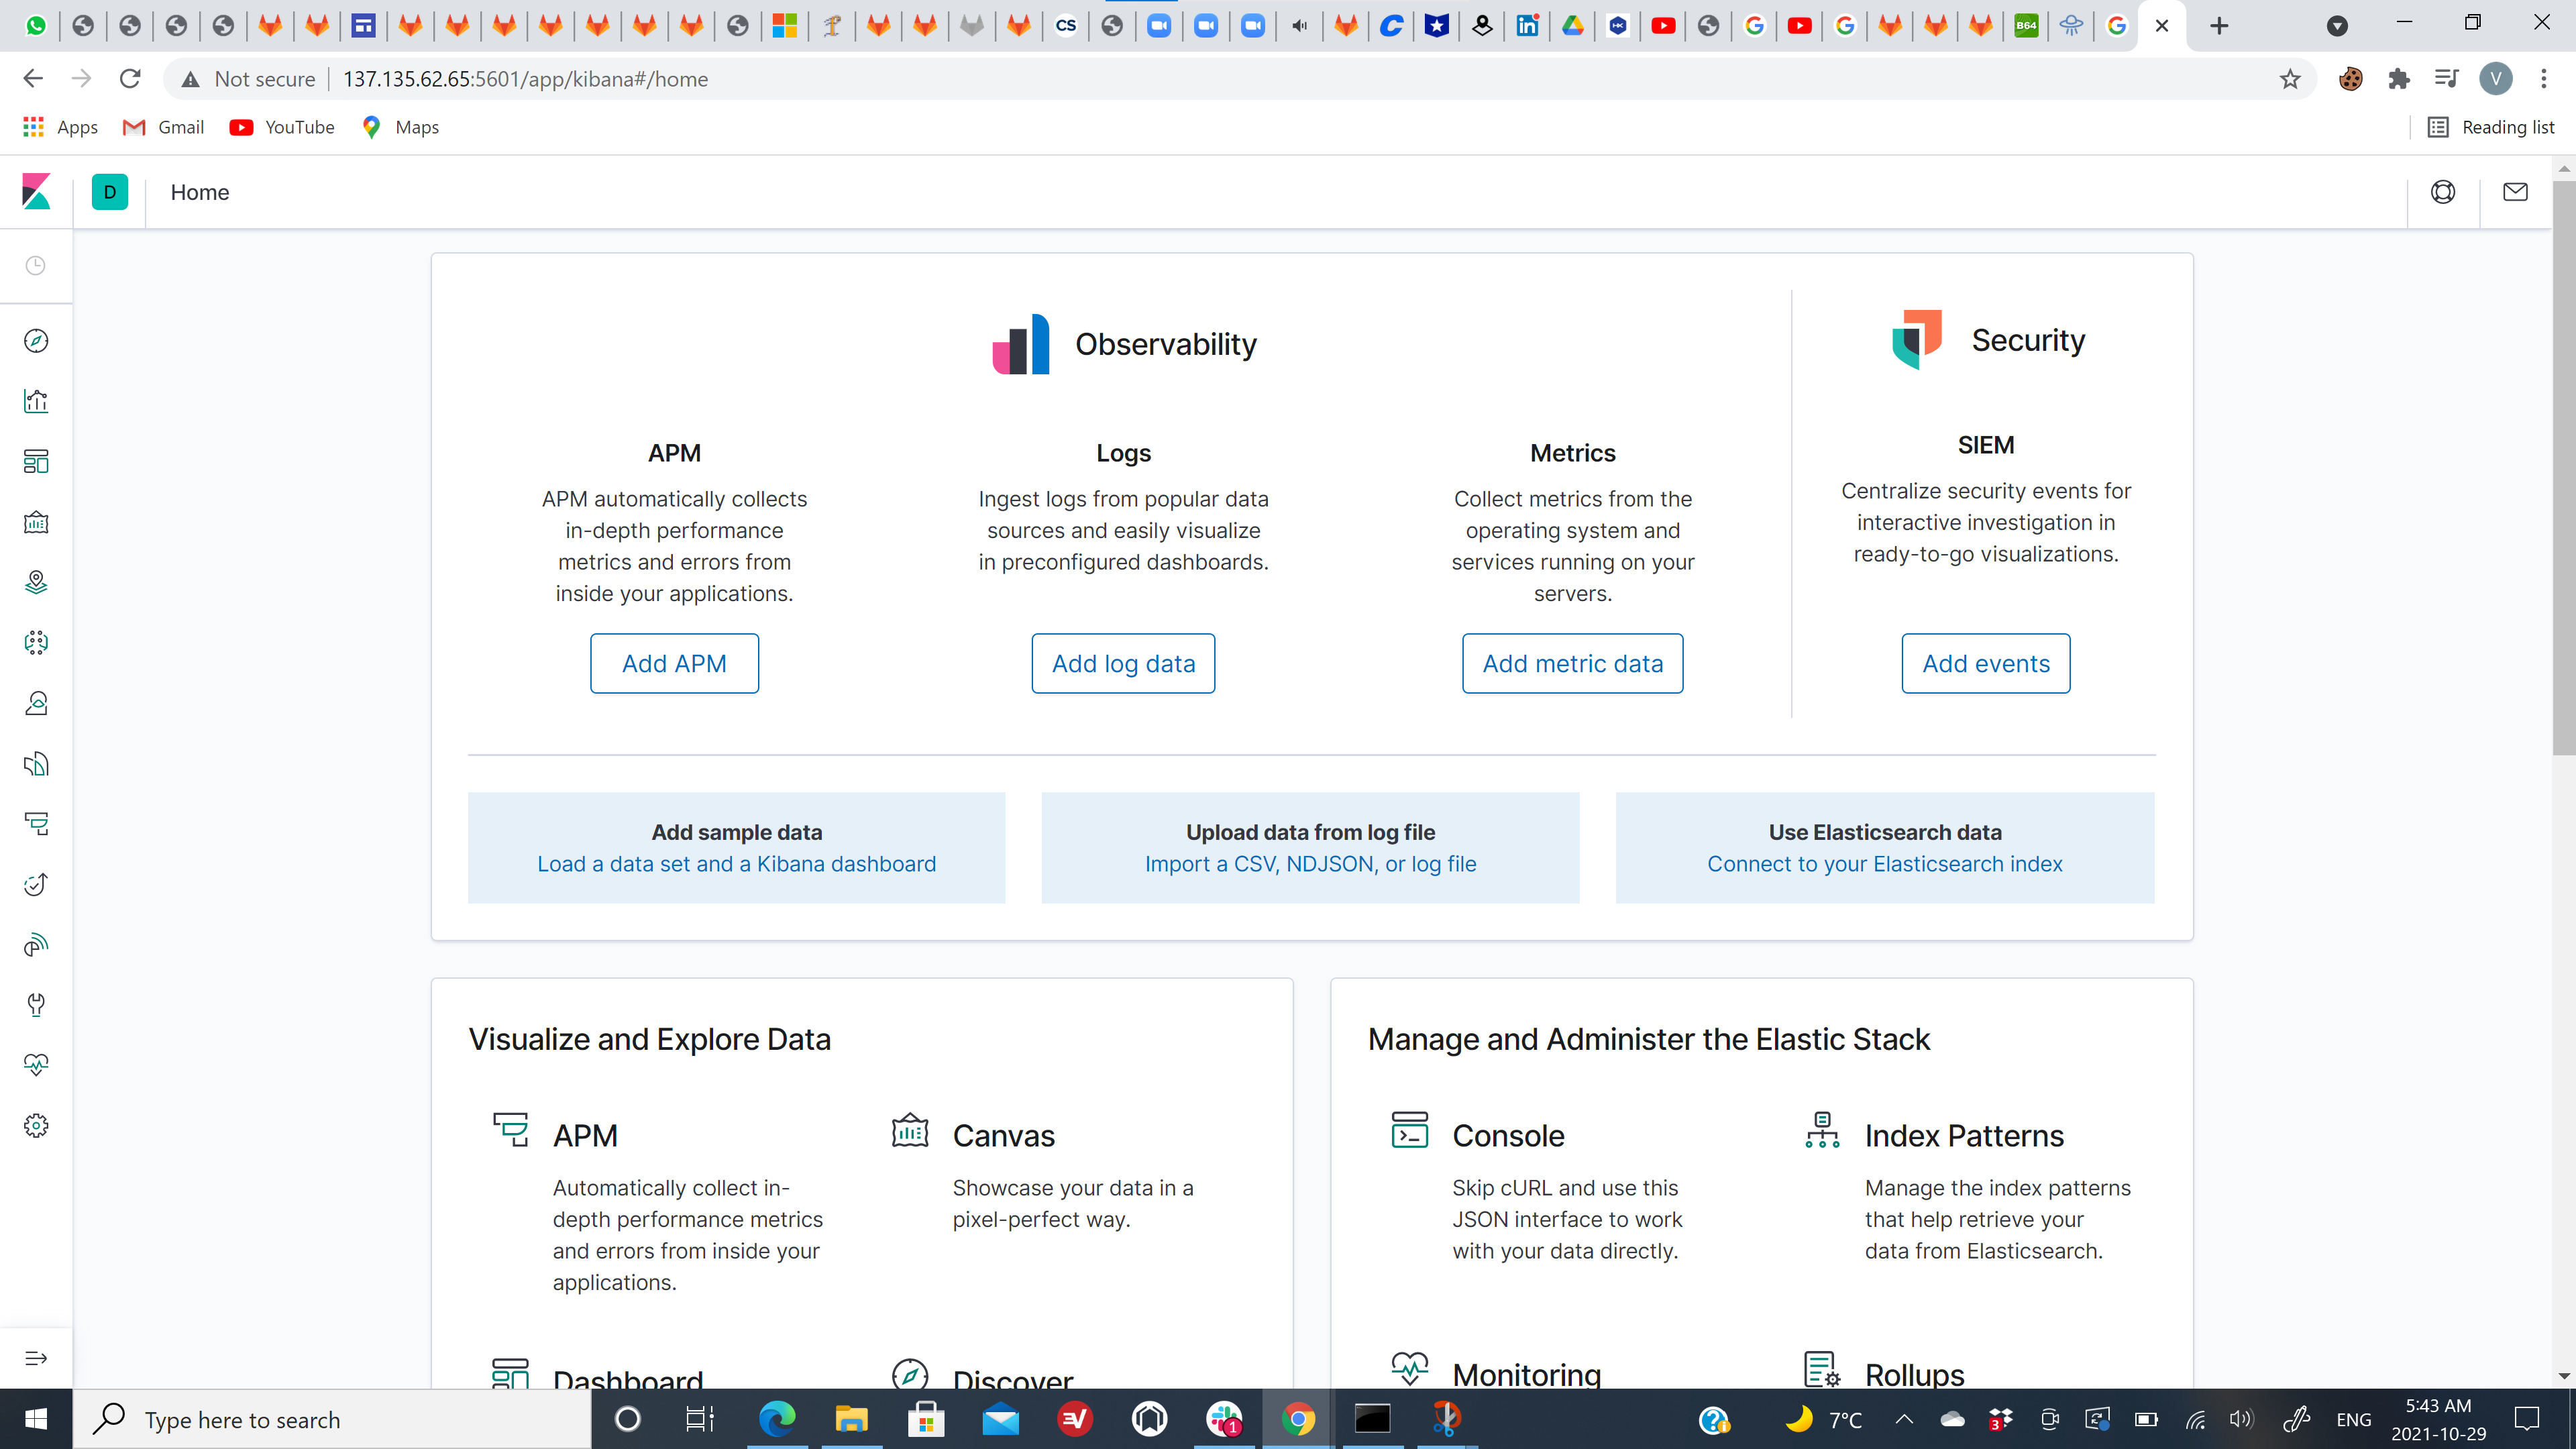 CS
B64
Not secure
137.135.62.65:5601/app/kibana#/home
V
Apps
Gmail
YouTube
Maps
Reading list
D
Home
Observability
Security
APM
APM automatically collects
in-depth performance
metrics and errors from
inside your applications.
Add APM
Logs
Ingest logs from popular data
sources and easily visualize
in preconfigured dashboards.
Add log data
Metrics
Collect metrics from the
operating system and
services running on your
servers.
Add metric data
SIEM
Centralize security events for
interactive investigation in
ready-to-go visualizations.
Add events
Add sample data
Load a data set and a Kibana dashboard
Upload data from log file
Import a CSV, NDJSON, or log file
Use Elasticsearch data
Connect to your Elasticsearch index
Visualize and Explore Data
APM
Automatically collect in-
depth performance metrics
and errors from inside your
applications.
Canvas
Showcase your data in a
pixel-perfect way.
Dashboard
Discover
Manage and Administer the Elastic Stack
Console
Skip cURL and use this
JSON interface to work
with your data directly.
Index Patterns
Manage the index patterns
that help retrieve your
data from Elasticsearch.
Monitoring
Rollups
Type here to search
1
7°C
3
ENG
5:43 AM
2021-10-29